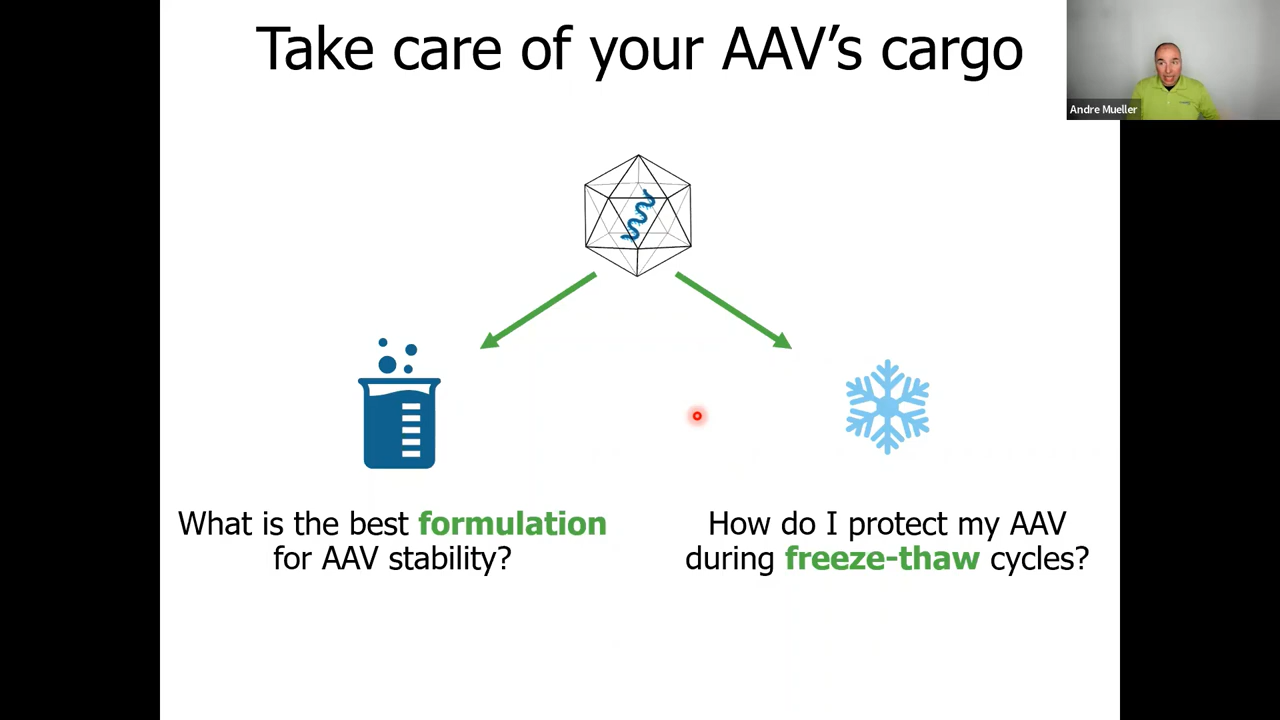 Take care of your AAV’s cargo
Andre Mueller
What is the best formulation
for AAV stability?
How do I protect my AAV
during freeze-thaw cycles?